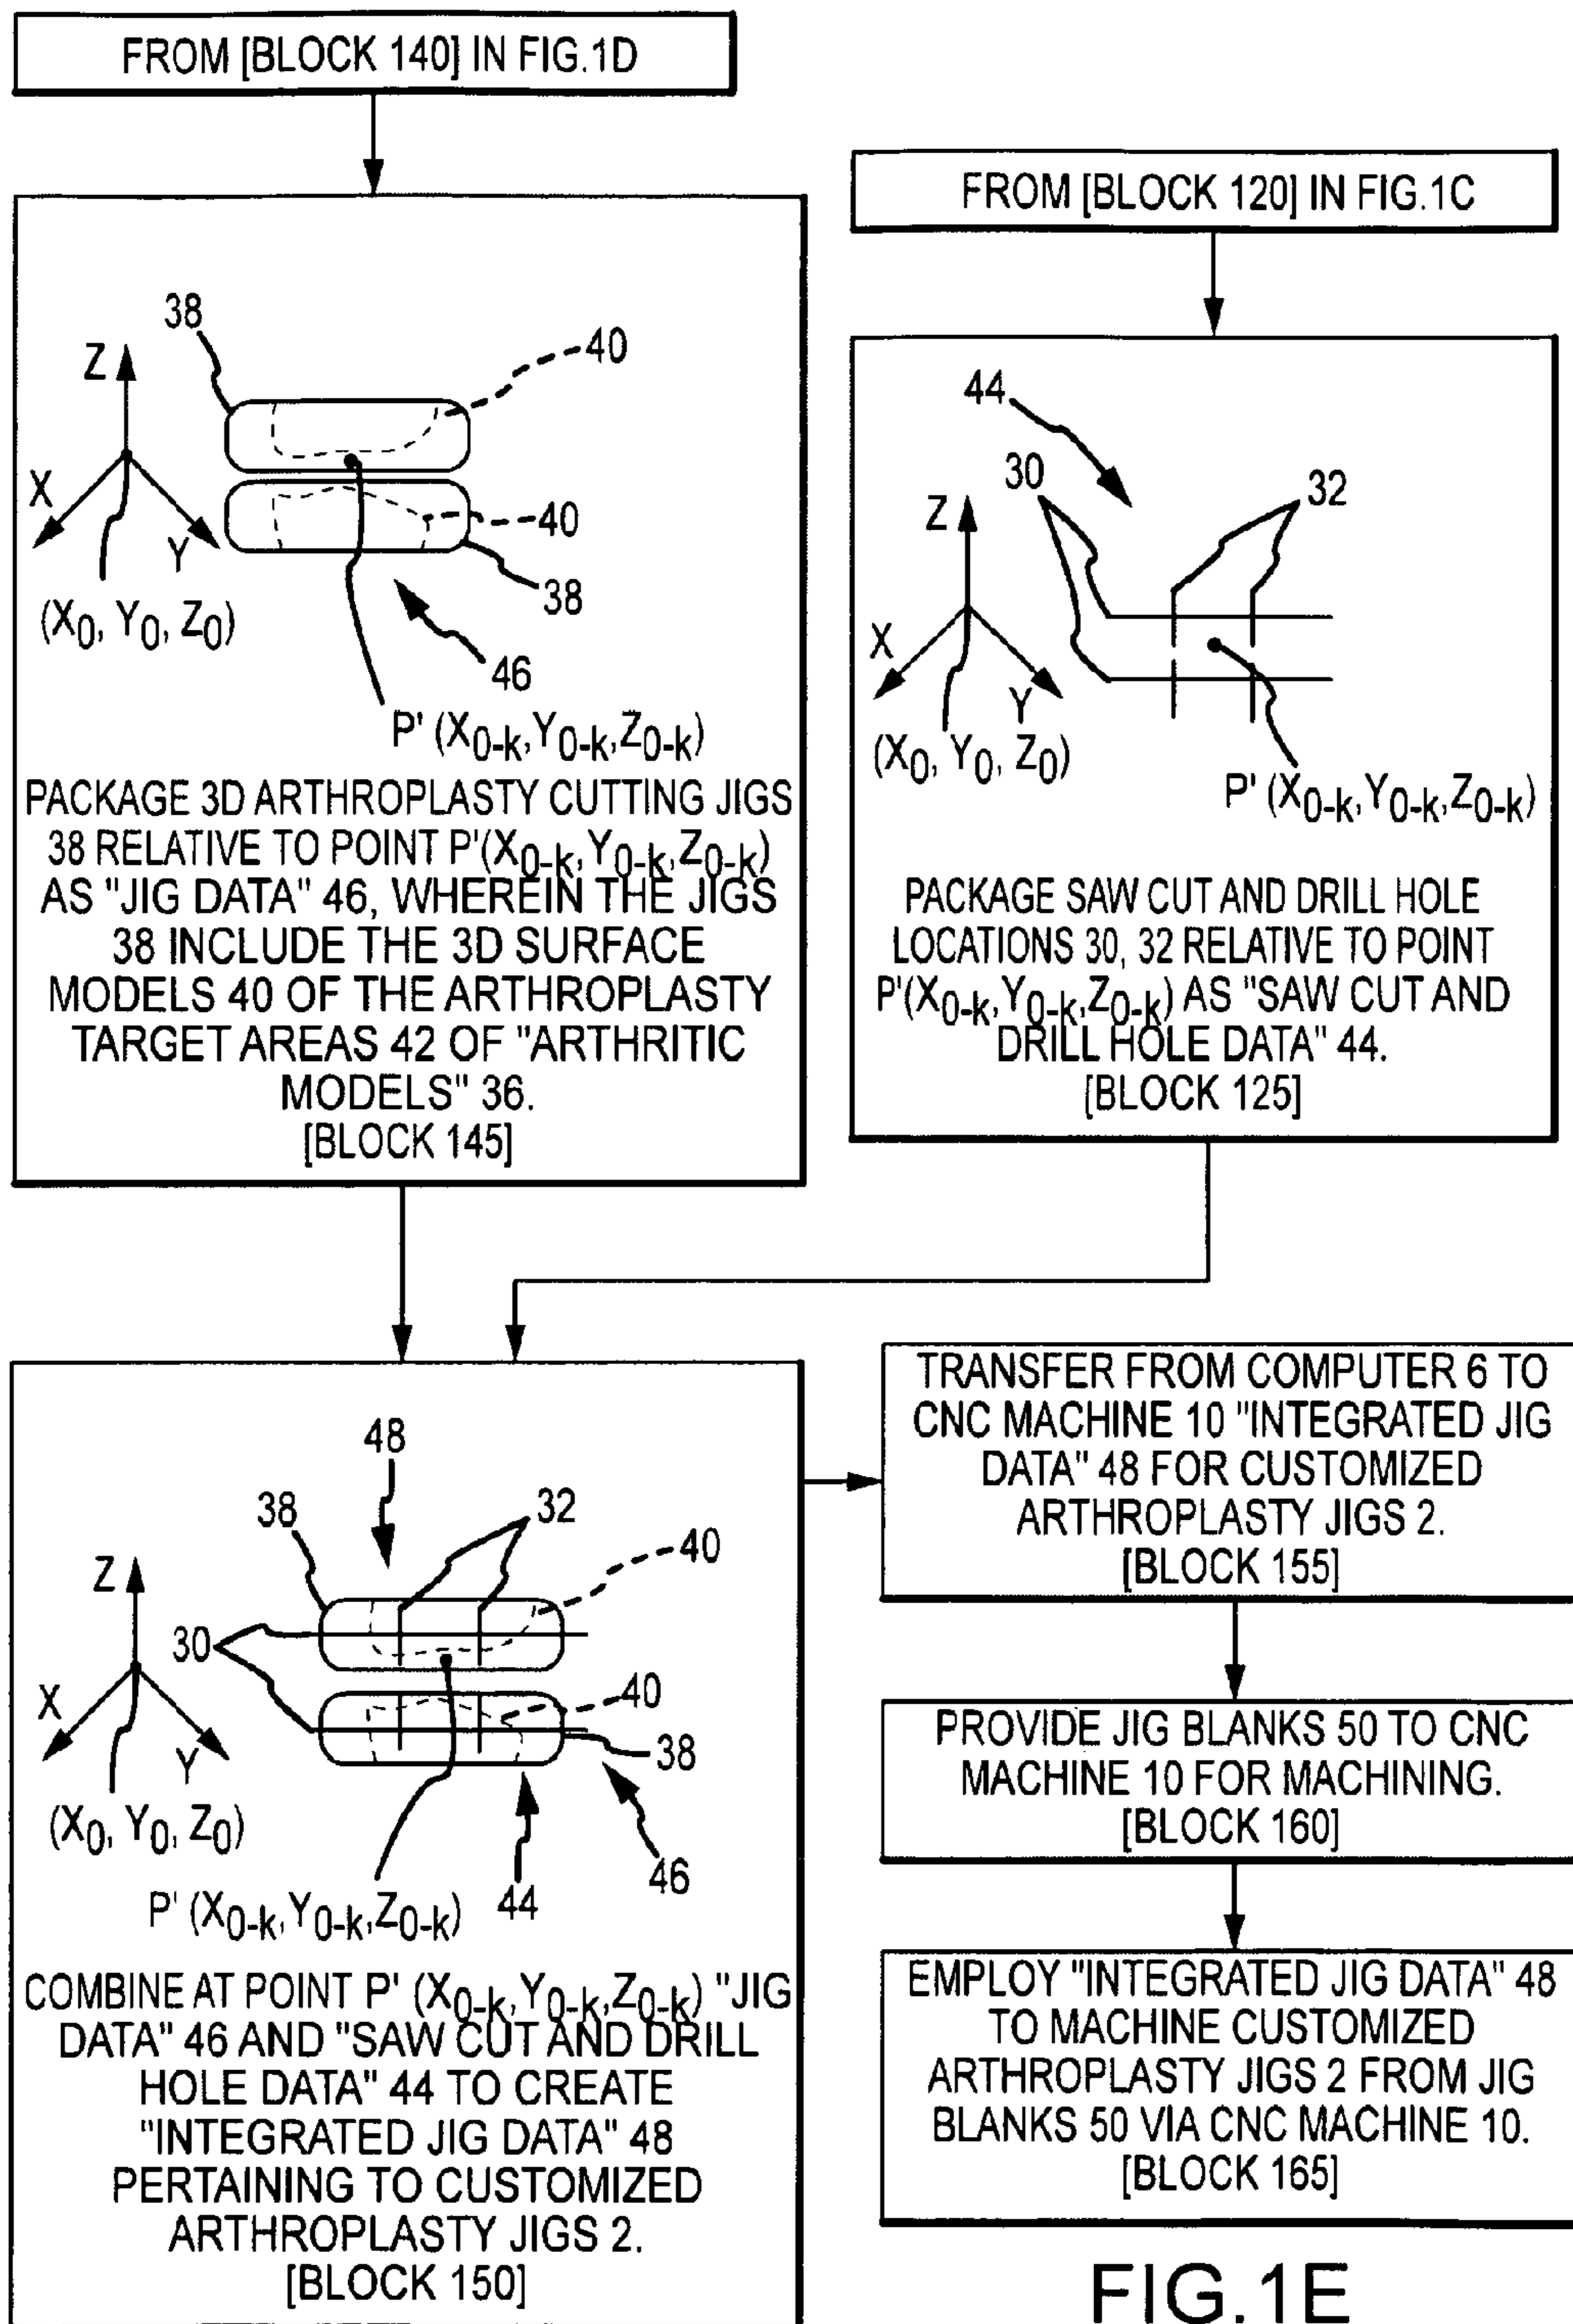 FROM [BLOCK 140] IN FIG.1D
38
40
Z
X
Y
40
38
(X0, Y0, Z0)
46
P' (X0-k,Y0-k,Z0-k)
PACKAGE 3D ARTHROPLASTY CUTTING JIGS
38 RELATIVE TO POINT P'(X0-k,Y0-k,Z0-k)
AS "JIG DATA" 46, WHEREIN THE JIGS
38 INCLUDE THE 3D SURFACE
MODELS 40 OF THE ARTHROPLASTY
TARGET AREAS 42 OF "ARTHRITIC
MODELS" 36.
[BLOCK 145]
FROM [BLOCK 120] IN FIG.1C
44
30
32
Z
X
Y
(X0, Y0, Z0)
P' (X0-k,Y0-k,Z0-k)
PACKAGE SAW CUT AND DRILL HOLE
LOCATIONS 30, 32 RELATIVE TO POINT
P'(X0-k,Y0-k,Z0-k) AS "SAW CUT AND
DRILL HOLE DATA" 44.
[BLOCK 125]
48
38
32
40
Z
30
X
Y
40
38
(X0, Y0, Z0)
46
44
P' (X0-k,Y0-k,Z0-k)
COMBINE AT POINT P' (X0-k,Y0-k,Z0-k) "JIG
DATA" 46 AND "SAW CUT AND DRILL
HOLE DATA" 44 TO CREATE
"INTEGRATED JIG DATA" 48
PERTAINING TO CUSTOMIZED
ARTHROPLASTY JIGS 2.
[BLOCK 150]
TRANSFER FROM COMPUTER 6 TO
CNC MACHINE 10 "INTEGRATED JIG
DATA" 48 FOR CUSTOMIZED
ARTHROPLASTY JIGS 2.
[BLOCK 155]
PROVIDE JIG BLANKS 50 TO CNC
MACHINE 10 FOR MACHINING.
[BLOCK 160]
EMPLOY "INTEGRATED JIG DATA" 48
TO MACHINE CUSTOMIZED
ARTHROPLASTY JIGS 2 FROM JIG
BLANKS 50 VIA CNC MACHINE 10.
[BLOCK 165]
FIG.1E